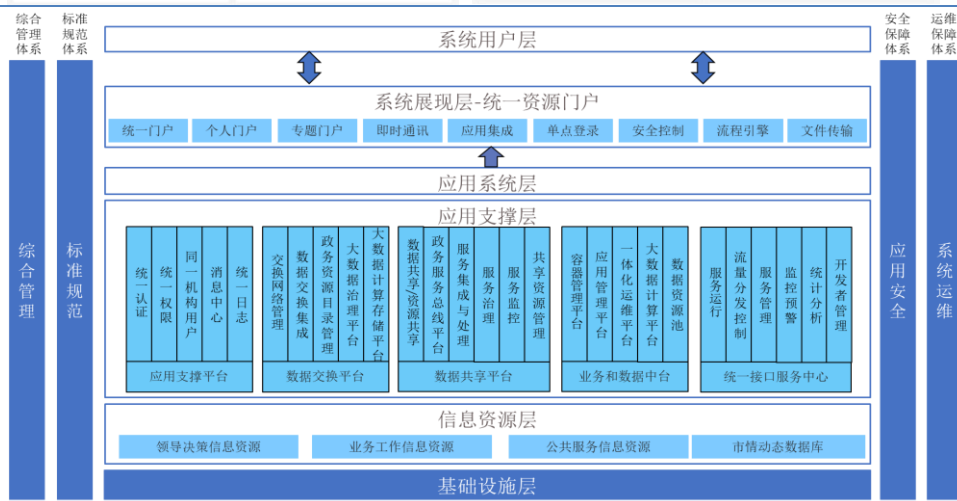 综合
管理
体系
标准
规范
体系
安全
保障
体系
运维
保障
体系
综合管理
标准规范
系统用户层
系统展现层-统一资源门户
统一门户
个人门户
专题门户
即时通讯
应用集成
单点登录
安全控制
流程引擎
文件传输
应用系统层
应用支撑层
统一认证
统一权限
同一机构用户
消息中心
统一日志
应用支撑平台
交换网络管理
数据交换集成
政务资源目录管理
大数据治理平台
大数据计算存储平台
数据交换平台
数据共享/资源共享
政务服务总线平台
服务集成与处理
服务治理
服务监控
共享资源管理
数据共享平台
容器管理平台
应用管理平台
一体化运维平台
大数据计算平台
数据资源池
业务和数据中台
服务运行
流量分发控制
服务管理
监控预警
统计分析
开发者管理
统一接口服务中心
信息资源层
领导决策信息资源
业务工作信息资源
公共服务信息资源
市情动态数据库
基础设施层
应用安全
系统运维